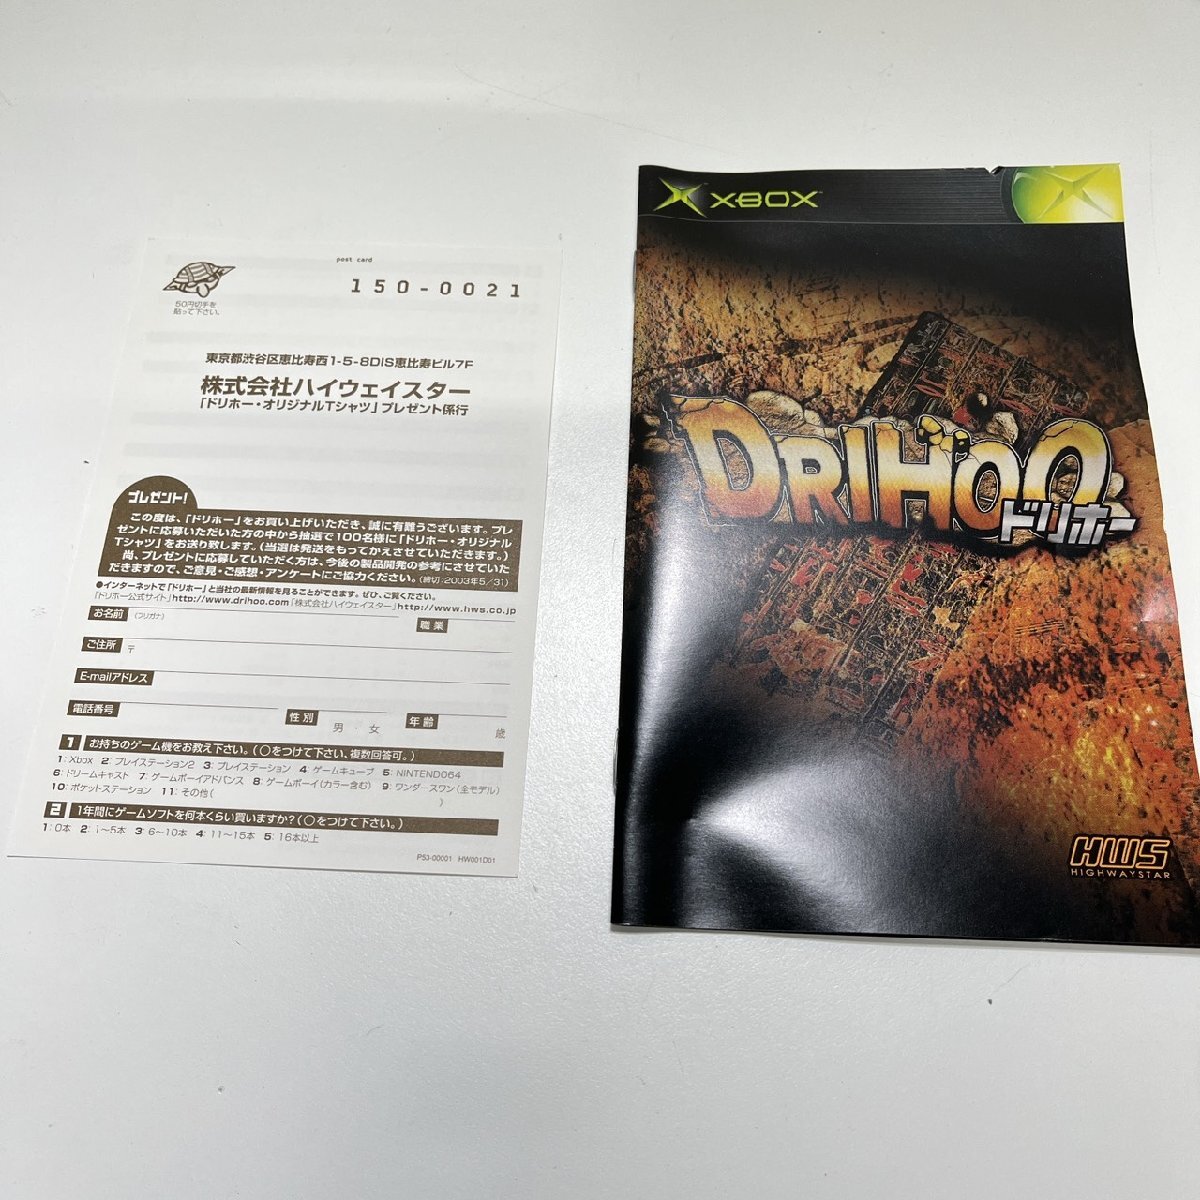 post card
150-0021
50円切手を
貼って下さい。
東京都渋谷区恵比寿西1-5-8DIS恵比寿ビル7F
株式会社ハイウェイスター
「ドリホー・オリジナルTシャツ」プレゼント係行
プレゼント!
この度は、「ドリホー」をお買い上げいただき、誠に有難うございます。プレ
ゼントに応募いただいた方の中から抽選で100名様に「ドリホー・オリジナル
Tシャツ」をお送り致します。(当選は発送をもってかえさせていただきます。)
尚、プレゼントに応募していただく方は、今後の製品開発の参考にさせていた
だきますので、ご意見・ご感想・アンケートにご協力ください。(締切:2003年5/31)
●インターネットで「ドリホー」と当社の最新情報を見ることができます。ぜひ、ご覧ください。
「ドリホー公式サイト」http://www.drihoo.com「株式会社ハイウェイスター」http://www.hws.co.jp
お名前 (フリガナ) 職業
ご住所 〒
E-mailアドレス
電話番号 性別 男・女 年齢 歳
1 お持ちのゲーム機をお教え下さい。(○をつけて下さい、複数回答可。)
1:Xbox 2:プレイステーション2 3:プレイステーション 4:ゲームキューブ 5:NINTENDO64
6:ドリームキャスト 7:ゲームボーイアドバンス 8:ゲームボーイ(カラー含む) 9:ワンダースワン(全モデル)
10:ポケットステーション 11:その他( )
2 1年間にゲームソフトを何本くらい買いますか?(○をつけて下さい。)
1:0本 2:1〜5本 3:6〜10本 4:11〜15本 5:16本以上
P53-00001 HW001D01
XBOX
DRIHOO
ドリホー
HWS
HIGHWAYSTAR